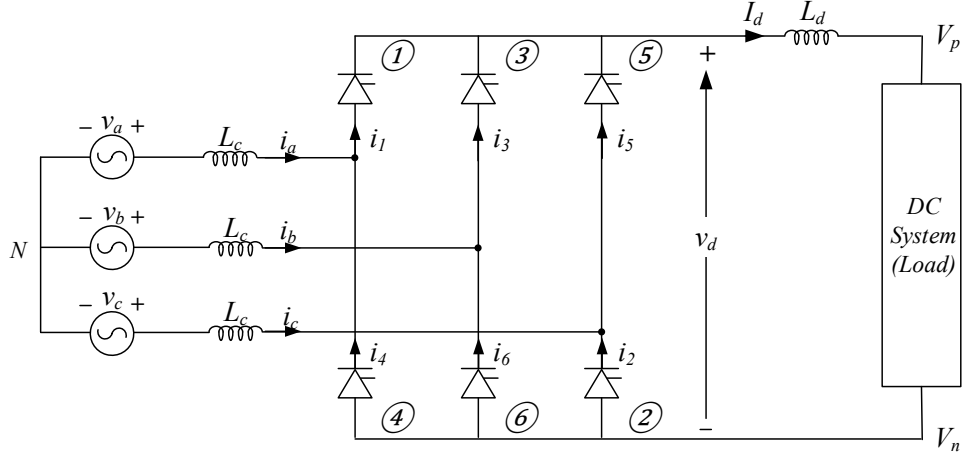 I_d L_d
① ③ ⑤ V_p
+
- v_a + L_c i_a i_1 i_3 i_5
- v_b + L_c i_b
N v_d DC System (Load)
- v_c + L_c i_c
i_4 i_6 i_2
④ ⑥ ② -
V_n